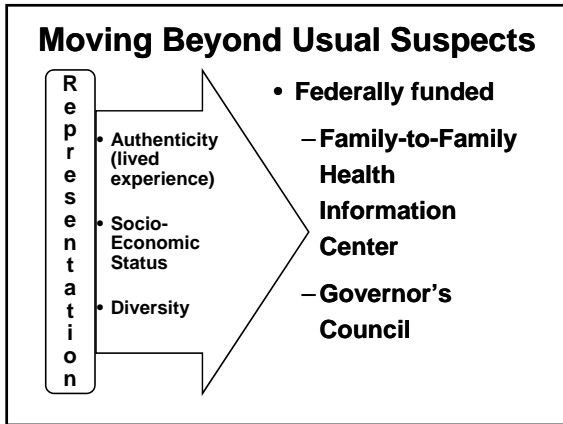 Moving Beyond Usual Suspects
R
e
p
r
e
s
e
n
t
a
t
i
o
n
• Authenticity
(lived
experience)
• Socio-
Economic
Status
• Diversity
• Federally funded
–Family-to-Family
Health
Information
Center
–Governor's
Council